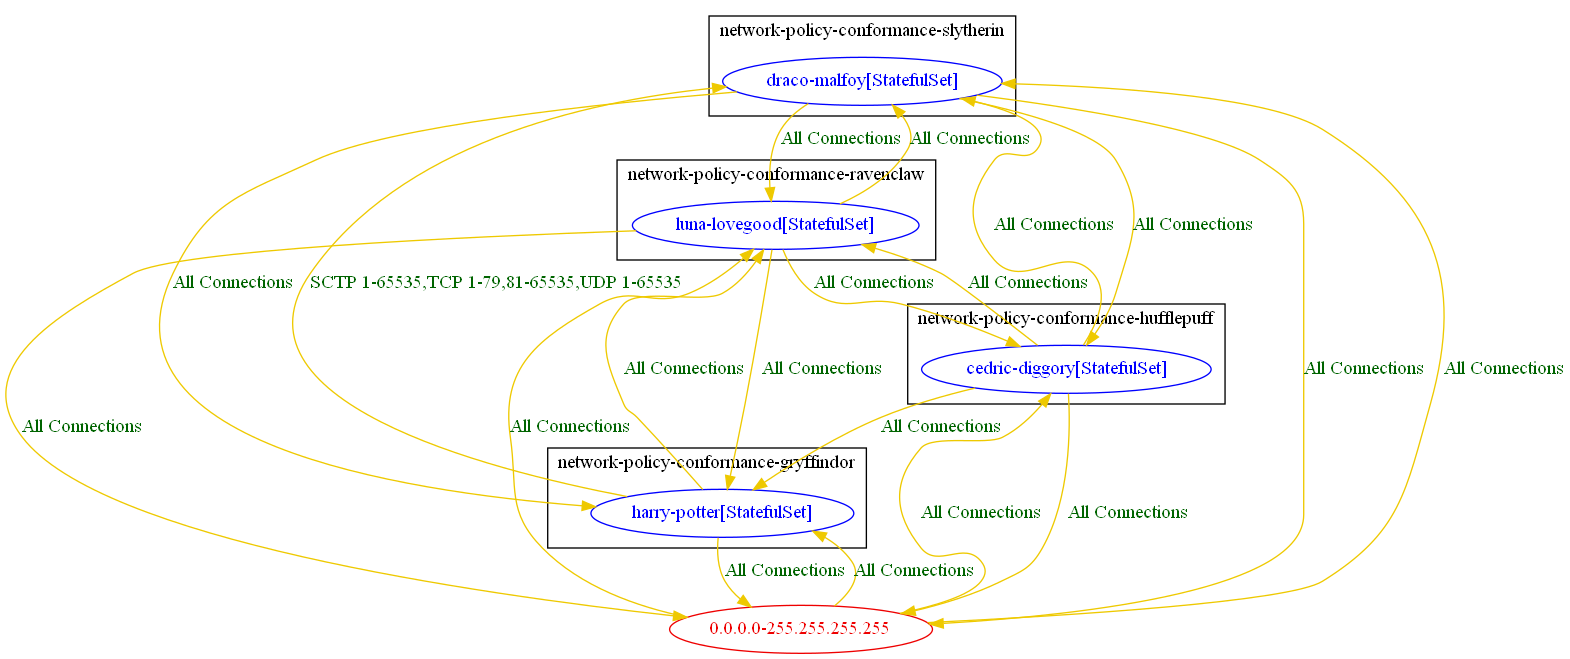 network-policy-conformance-slytherin
draco-malfoy[StatefulSet]
All Connections
All Connections
network-policy-conformance-ravenclaw
luna-lovegood[StatefulSet]
All Connections
All Connections
All Connections
SCTP 1-65535,TCP 1-79,81-65535,UDP 1-65535
All Connections
All Connections
network-policy-conformance-hufflepuff
cedric-diggory[StatefulSet]
All Connections
All Connections
All Connections
All Connections
All Connections
All Connections
All Connections
network-policy-conformance-gryffindor
harry-potter[StatefulSet]
All Connections
All Connections
All Connections
All Connections
0.0.0.0-255.255.255.255